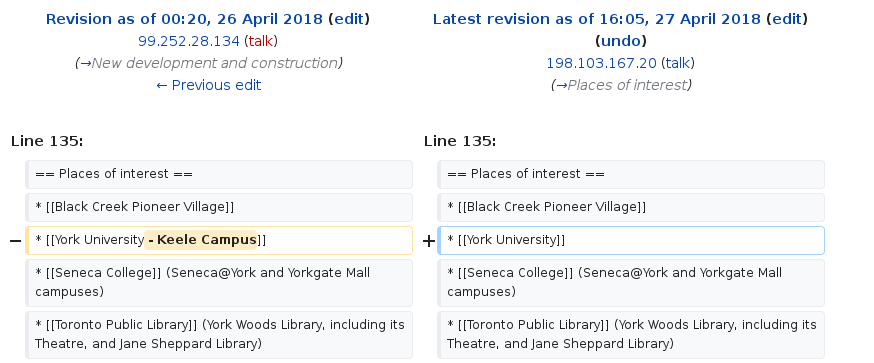 Revision as of 00:20, 26 April 2018 (edit)
99.252.28.134 (talk)
(→New development and construction)
← Previous edit
Latest revision as of 16:05, 27 April 2018 (edit)
(undo)
198.103.167.20 (talk)
(→Places of interest)
Line 135:
Line 135:
== Places of interest ==
== Places of interest ==
* [[Black Creek Pioneer Village]]
* [[Black Creek Pioneer Village]]
− * [[York University - Keele Campus]]
+ * [[York University]]
* [[Seneca College]] (Seneca@York and Yorkgate Mall
campuses)
* [[Seneca College]] (Seneca@York and Yorkgate Mall
campuses)
* [[Toronto Public Library]] (York Woods Library, including its
Theatre, and Jane Sheppard Library)
* [[Toronto Public Library]] (York Woods Library, including its
Theatre, and Jane Sheppard Library)